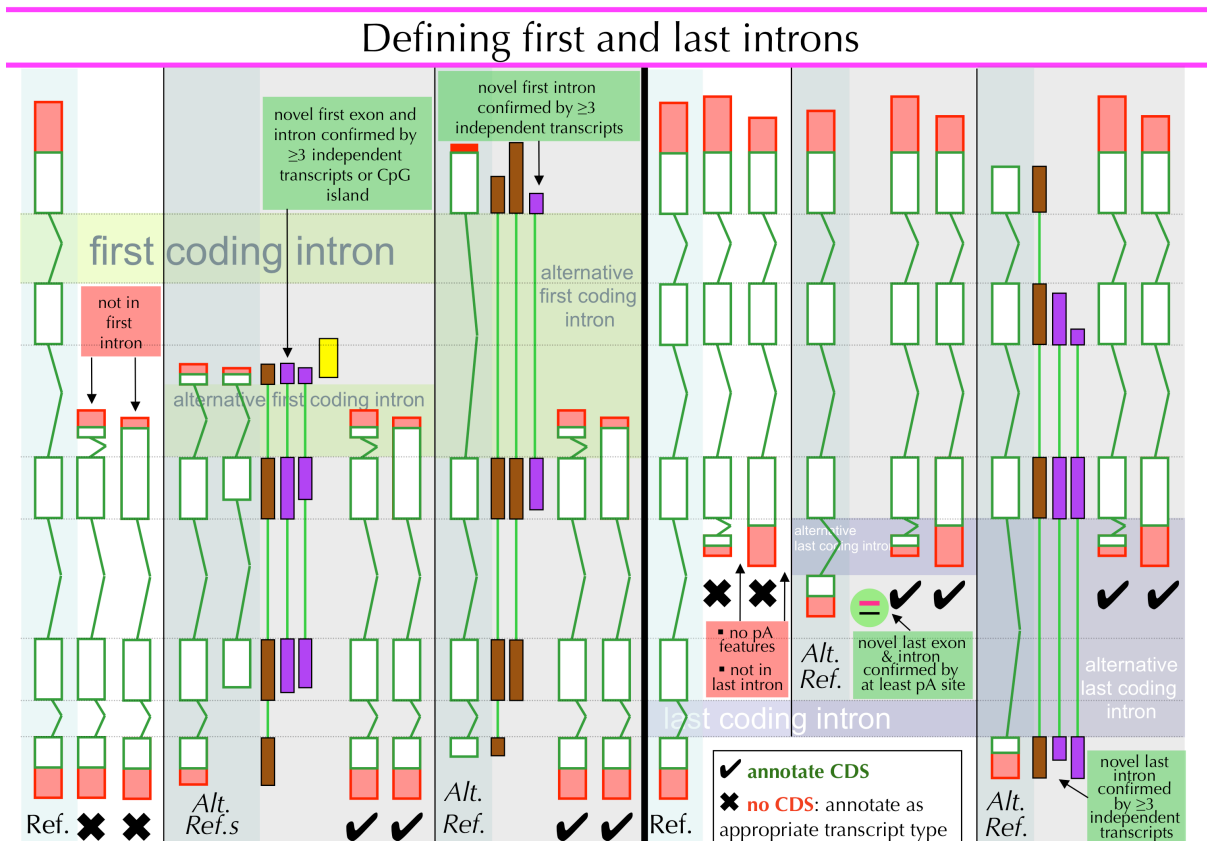 Defining first and last introns
novel first exon and
intron confirmed by
≥3 independent
transcripts or CpG
island
novel first intron
confirmed by ≥3
independent transcripts
first coding intron
alternative
first coding
intron
not in
first
intron
alternative first coding intron
Ref.
Alt.
Ref.s
Alt.
Ref.
alternative
last coding intron
▪ no pA
features
▪ not in
last intron
Alt.
Ref.
novel last exon
& intron
confirmed by
at least pA site
alternative
last coding
intron
last coding intron
Ref.
✔ annotate CDS
✖ no CDS: annotate as
appropriate transcript type
Alt.
Ref.
novel last
intron
confirmed
by ≥3
independent
transcripts